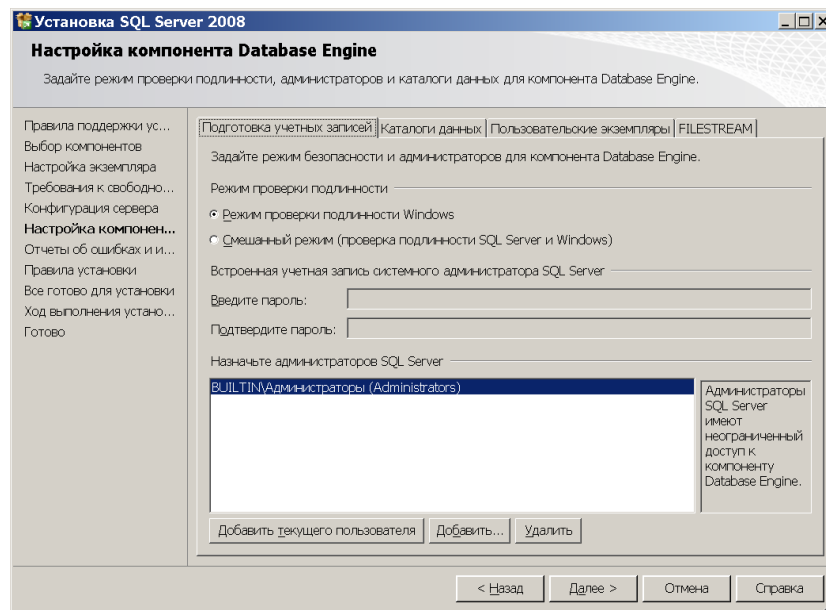 Установка SQL Server 2008
Настройка компонента Database Engine
Задайте режим проверки подлинности, администраторов и каталоги данных для компонента Database Engine.
Правила поддержки ус...
Выбор компонентов
Настройка экземпляра
Требования к свободно...
Конфигурация сервера
Настройка компонен...
Отчеты об ошибках и и...
Правила установки
Все готово для установки
Ход выполнения устано...
Готово
Подготовка учетных записей Каталоги данных Пользовательские экземпляры FILESTREAM
Задайте режим безопасности и администраторов для компонента Database Engine.
Режим проверки подлинности
Режим проверки подлинности Windows
Смешанный режим (проверка подлинности SQL Server и Windows)
Встроенная учетная запись системного администратора SQL Server
Введите пароль:
Подтвердите пароль:
Назначьте администраторов SQL Server
BUILTIN\Администраторы (Administrators)
Администраторы
SQL Server
имеют
неограниченный
доступ к
компоненту
Database Engine.
Добавить текущего пользователя Добавить... Удалить
< Назад Далее > Отмена Справка